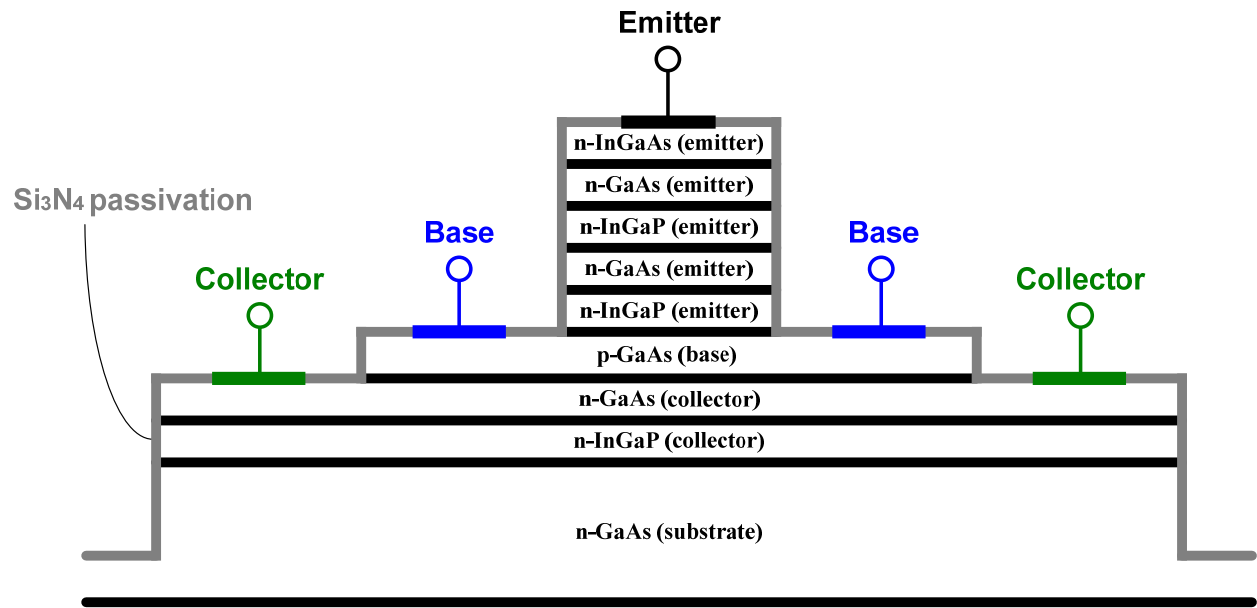 Emitter
n-InGaAs (emitter)
n-GaAs (emitter)
Si₃N₄ passivation
n-InGaP (emitter)
Base
Base
n-GaAs (emitter)
Collector
Collector
n-InGaP (emitter)
p-GaAs (base)
n-GaAs (collector)
n-InGaP (collector)
n-GaAs (substrate)